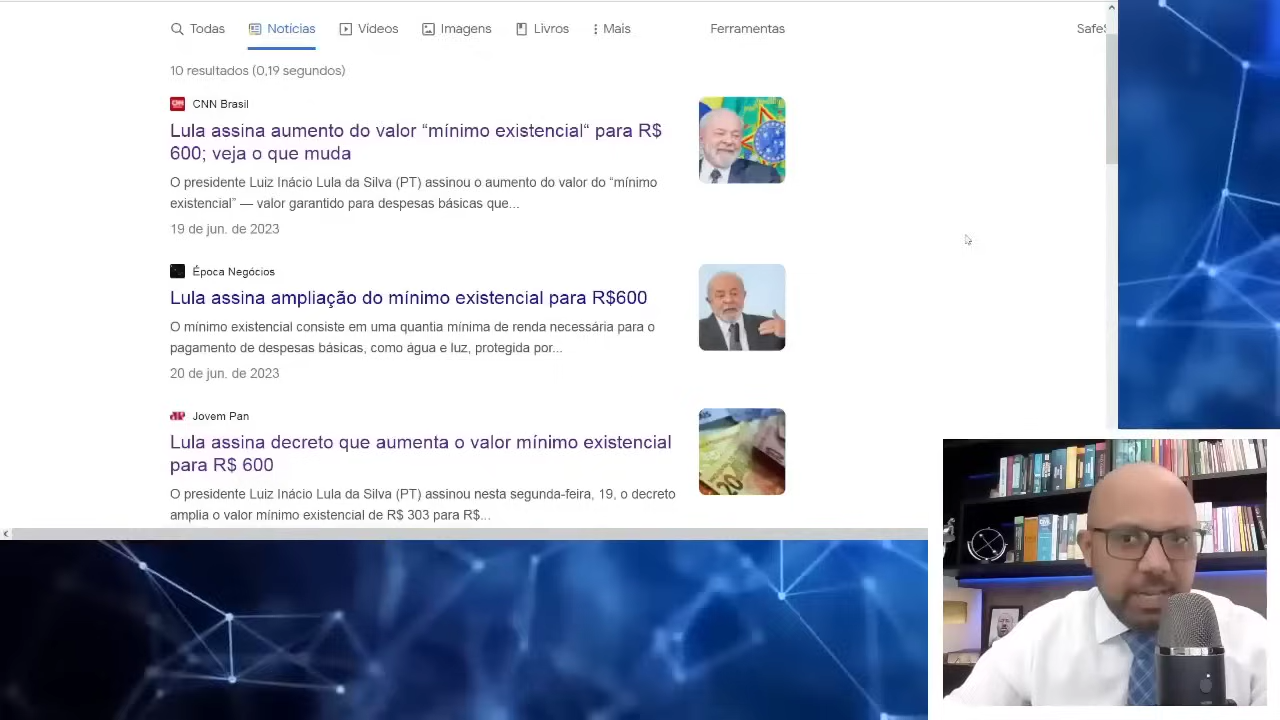 Todas Notícias Vídeos Imagens Livros Mais Ferramentas Safe
10 resultados (0,19 segundos)
CNN Brasil
Lula assina aumento do valor “mínimo existencial“ para R$
600; veja o que muda
O presidente Luiz Inácio Lula da Silva (PT) assinou o aumento do valor do “mínimo
existencial” — valor garantido para despesas básicas que...
19 de jun. de 2023
Época Negócios
Lula assina ampliação do mínimo existencial para R$600
O mínimo existencial consiste em uma quantia mínima de renda necessária para o
pagamento de despesas básicas, como água e luz, protegida por...
20 de jun. de 2023
Jovem Pan
Lula assina decreto que aumenta o valor mínimo existencial
para R$ 600
O presidente Luiz Inácio Lula da Silva (PT) assinou nesta segunda-feira, 19, o decreto
amplia o valor mínimo existencial de R$ 303 para R$...